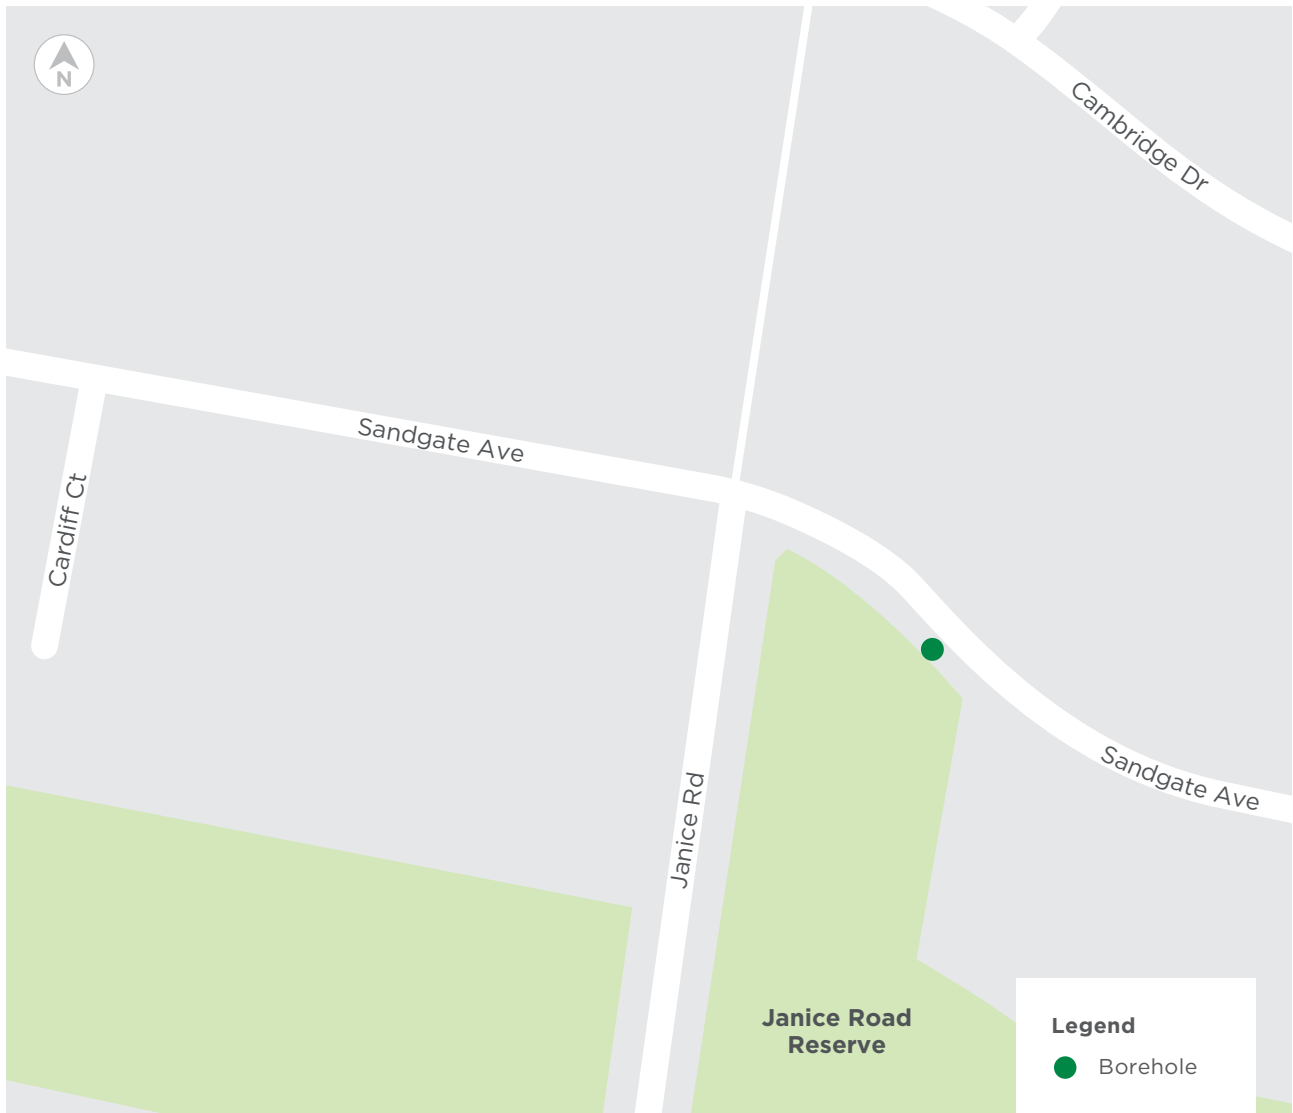 N
Cambridge Dr
Sandgate Ave
Cardiff Ct
Sandgate Ave
Janice Rd
Janice Road
Reserve
Legend
Borehole